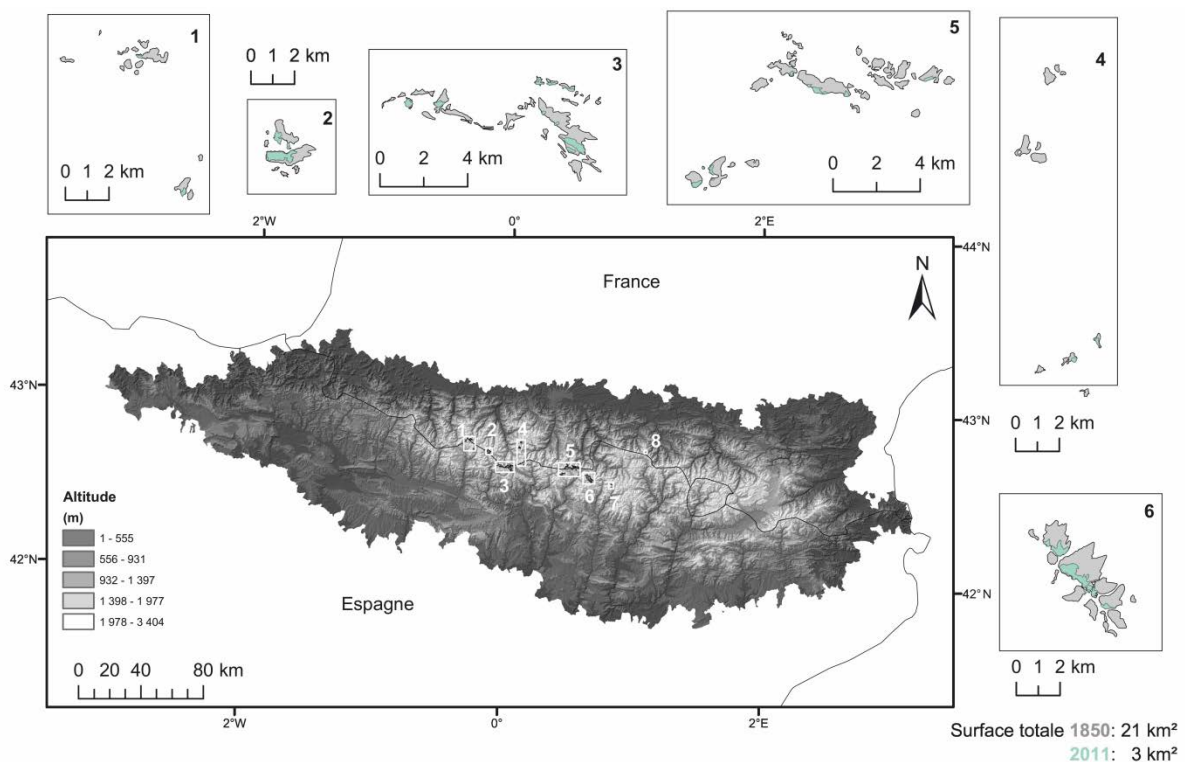 1
0 1 2 km
0 1 2 km
2
0 1 2 km
3
0 2 4 km
5
0 2 4 km
4
0 1 2 km
2°W 0° 2°E
44°N
France
N
43°N
43°N
1 2 4 8
3 5
6 7
Altitude
(m)
1 - 555
556 - 931
932 - 1 397
1 398 - 1 977
1 978 - 3 404
42°N
42°N
Espagne
0 20 40 80 km
2°W 0° 2°E
6
0 1 2 km
Surface totale 1850: 21 km²
2011: 3 km²